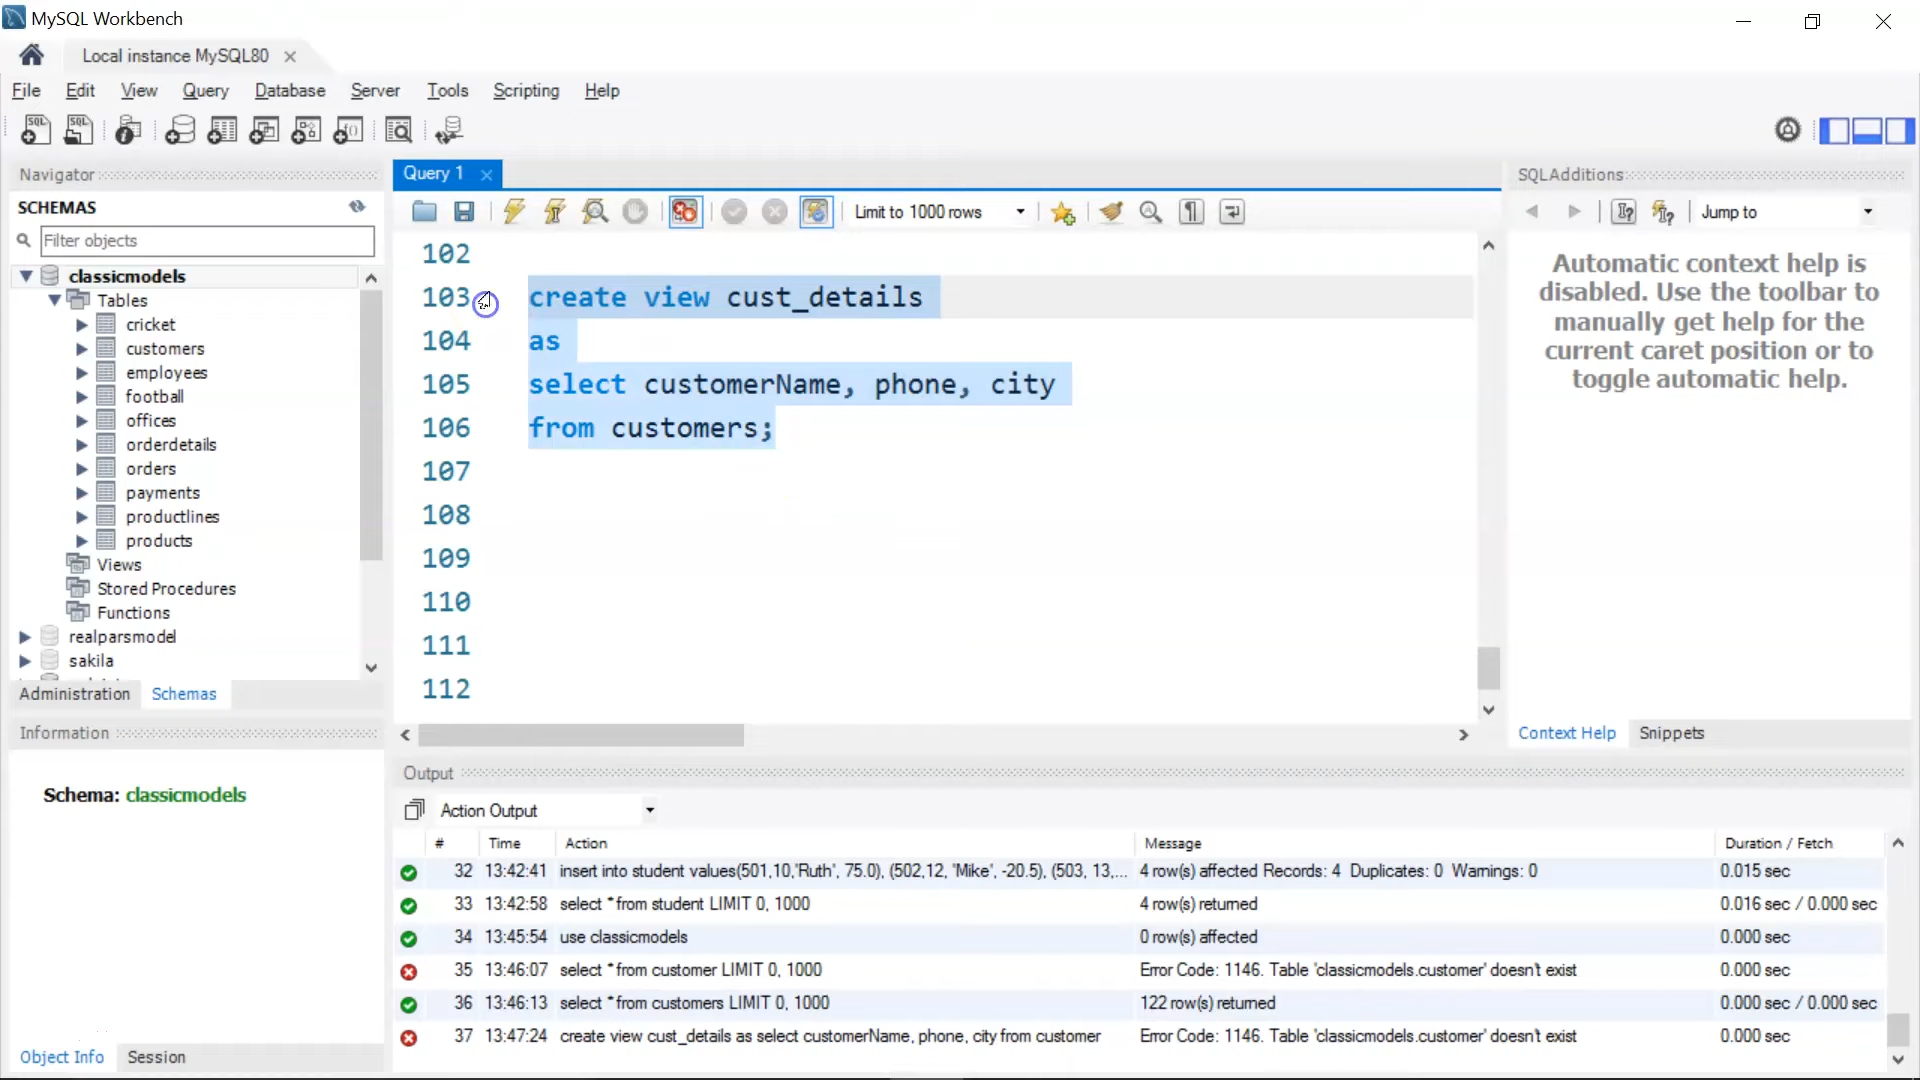 MySQL Workbench
Local instance MySQL80
File Edit View Query Database Server Tools Scripting Help
Navigator
SCHEMAS
Filter objects
classicmodels
Tables
cricket
customers
employees
football
offices
orderdetails
orders
payments
productlines
products
Views
Stored Procedures
Functions
realparsmodel
sakila
Administration Schemas
Information
Schema: classicmodels
Object Info Session
Query 1
Limit to 1000 rows
102
103 create view cust_details
104 as
105 select customerName, phone, city
106 from customers;
107
108
109
110
111
112
SQLAdditions
Jump to
Automatic context help is
disabled. Use the toolbar to
manually get help for the
current caret position or to
toggle automatic help.
Context Help Snippets
Output
Action Output
# Time Action Message Duration / Fetch
32 13:42:41 insert into student values(501,10,'Ruth', 75.0), (502,12, 'Mike', -20.5), (503, 13,... 4 row(s) affected Records: 4 Duplicates: 0 Warnings: 0 0.015 sec
33 13:42:58 select * from student LIMIT 0, 1000 4 row(s) returned 0.016 sec / 0.000 sec
34 13:45:54 use classicmodels 0 row(s) affected 0.000 sec
35 13:46:07 select * from customer LIMIT 0, 1000 Error Code: 1146. Table 'classicmodels.customer' doesn't exist 0.000 sec
36 13:46:13 select * from customers LIMIT 0, 1000 122 row(s) returned 0.000 sec / 0.000 sec
37 13:47:24 create view cust_details as select customerName, phone, city from customer Error Code: 1146. Table 'classicmodels.customer' doesn't exist 0.000 sec